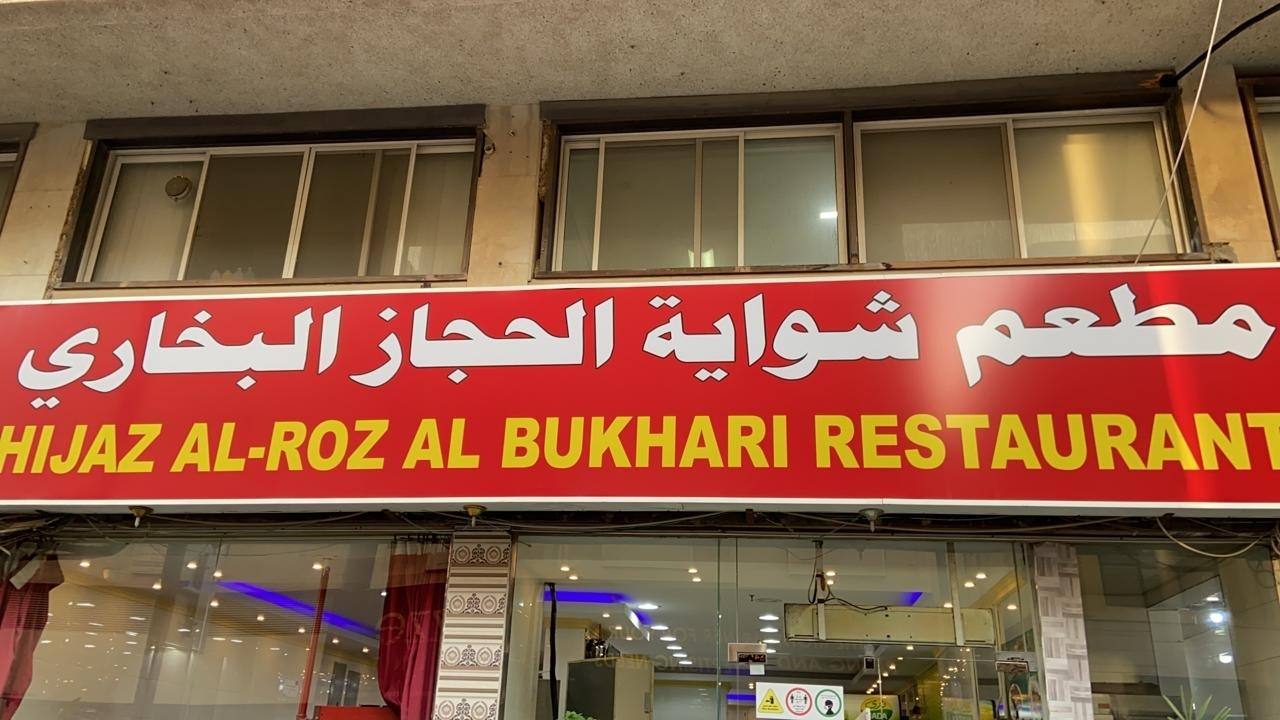 مطعم شواية الحجاز البخاري
HIJAZ AL-ROZ AL BUKHARI RESTAURANT